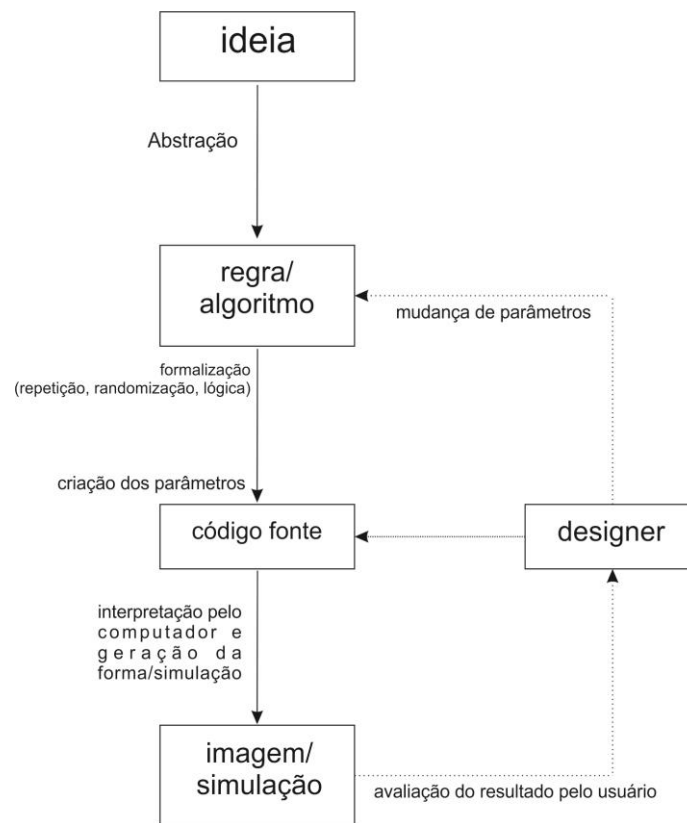 ideia
Abstração
regra/
algoritmo
mudança de parâmetros
formalização
(repetição, randomização, lógica)
criação dos parâmetros
código fonte
designer
interpretação pelo
computador e
geração da
forma/simulação
imagem/
simulação
avaliação do resultado pelo usuário